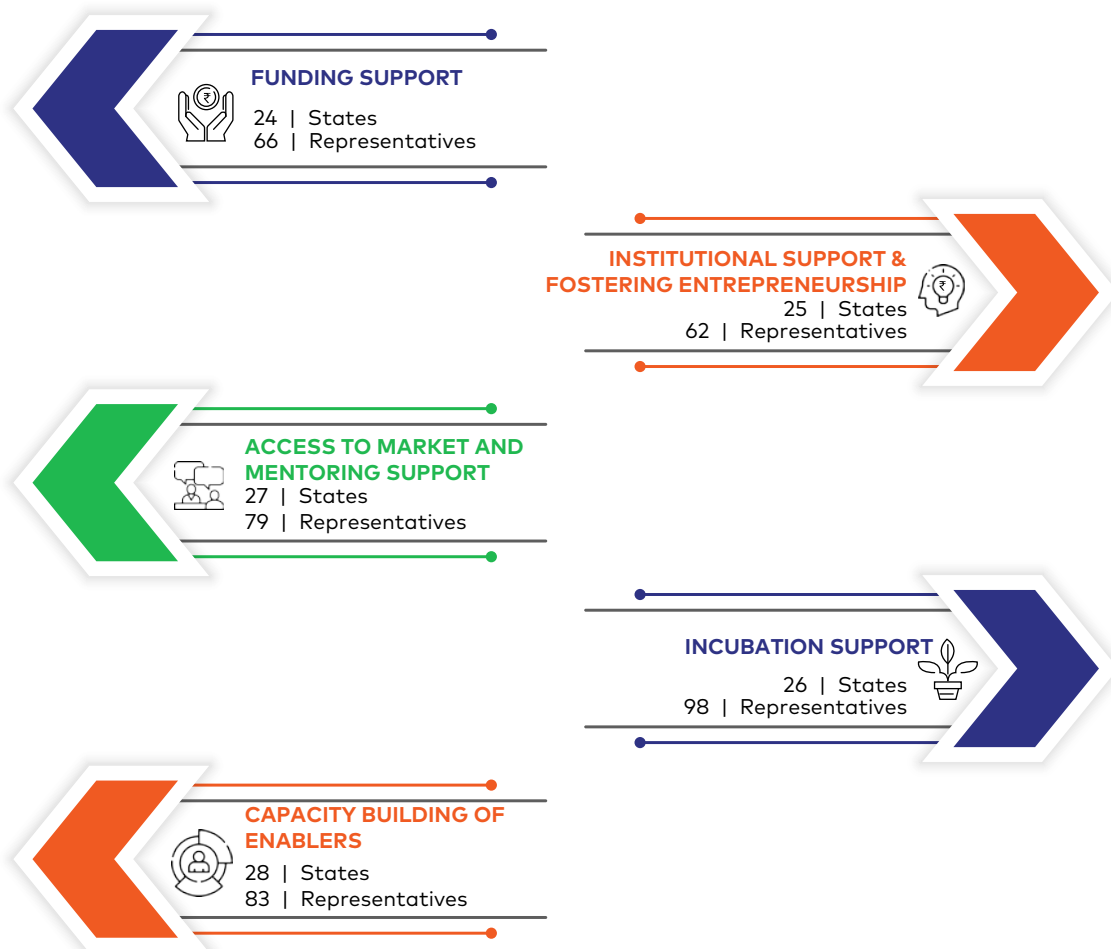 FUNDING SUPPORT
24 | States
66 | Representatives
INSTITUTIONAL SUPPORT &
FOSTERING ENTREPRENEURSHIP
25 | States
62 | Representatives
ACCESS TO MARKET AND
MENTORING SUPPORT
27 | States
79 | Representatives
INCUBATION SUPPORT
26 | States
98 | Representatives
CAPACITY BUILDING OF
ENABLERS
28 | States
83 | Representatives